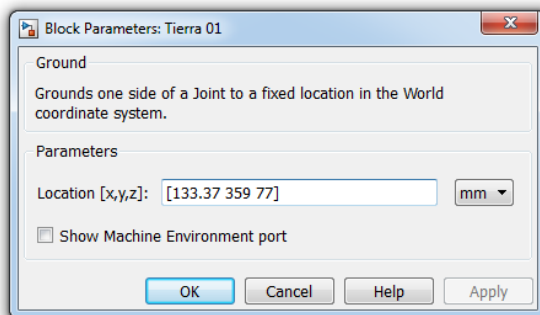 Block Parameters: Tierra 01
Ground
Grounds one side of a Joint to a fixed location in the World
coordinate system.
Parameters
Location [x,y,z]: [133.37 359 77] mm
Show Machine Environment port
OK Cancel Help Apply